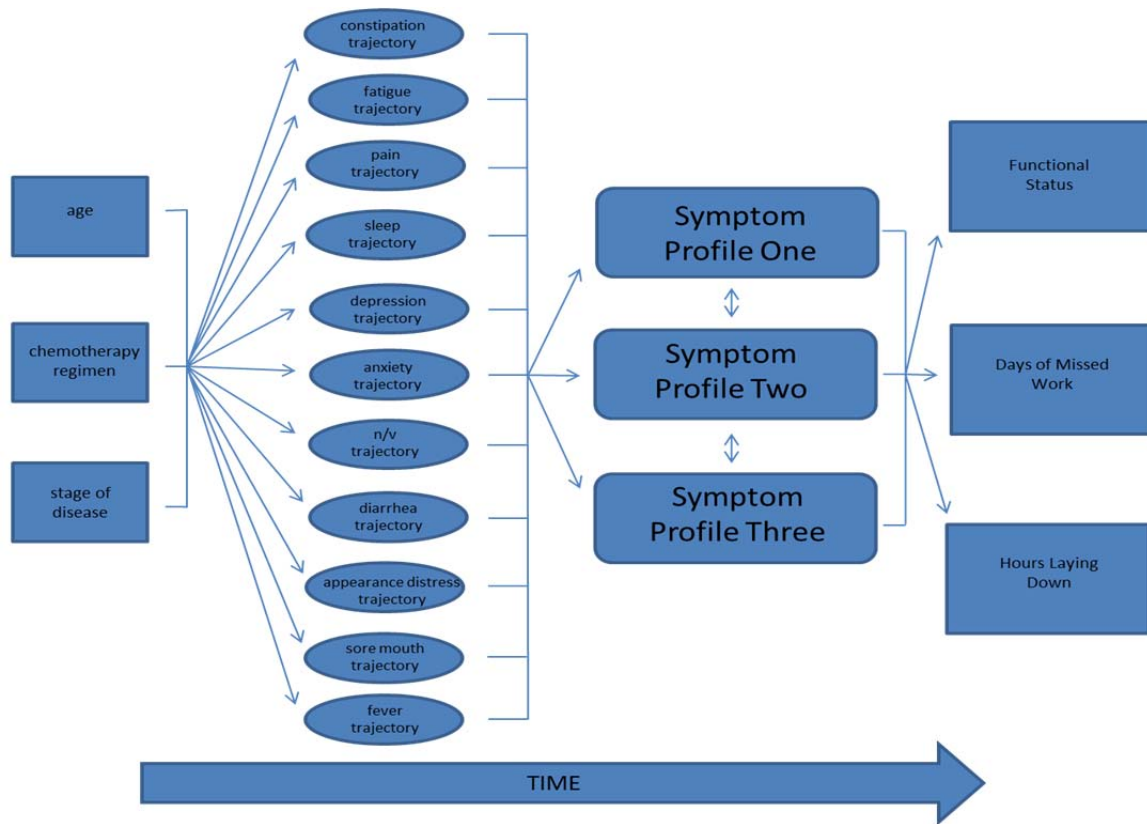 age
chemotherapy
regimen
stage of
disease
constipation
trajectory
fatigue
trajectory
pain
trajectory
sleep
trajectory
depression
trajectory
anxiety
trajectory
n/v
trajectory
diarrhea
trajectory
appearance distress
trajectory
sore mouth
trajectory
fever
trajectory
Symptom
Profile One
Symptom
Profile Two
Symptom
Profile Three
Functional
Status
Days of Missed
Work
Hours Laying
Down
TIME